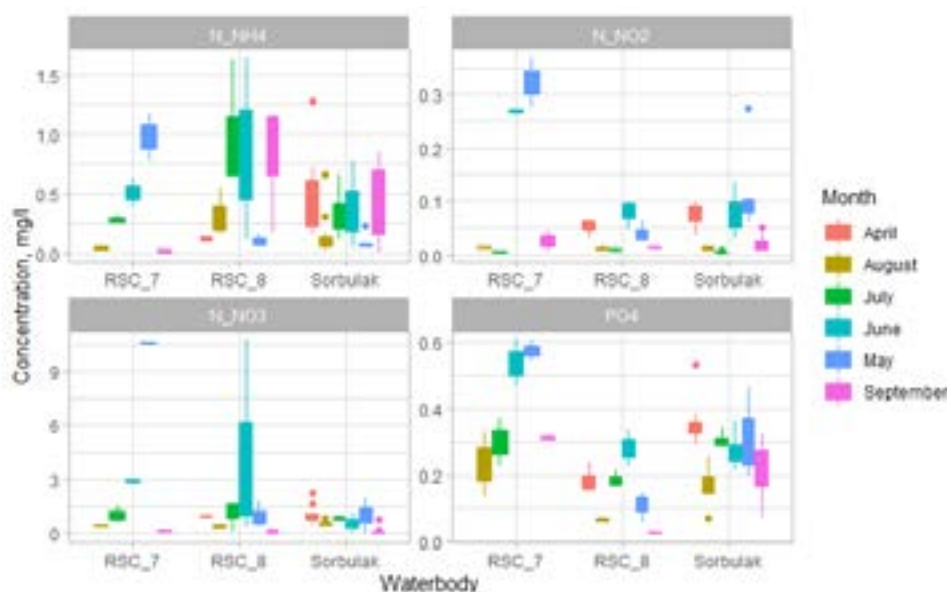 N_NH4
N_NO2
1.5
1.0
0.5
0.0
0.3
0.2
0.1
0.0
RSC_7 RSC_8 Sorbulak
RSC_7 RSC_8 Sorbulak
N_NO3
PO4
9
6
3
0
0.6
0.4
0.2
0.0
RSC_7 RSC_8 Sorbulak
RSC_7 RSC_8 Sorbulak
Concentration, mg/l
Waterbody
Month
April
August
July
June
May
September